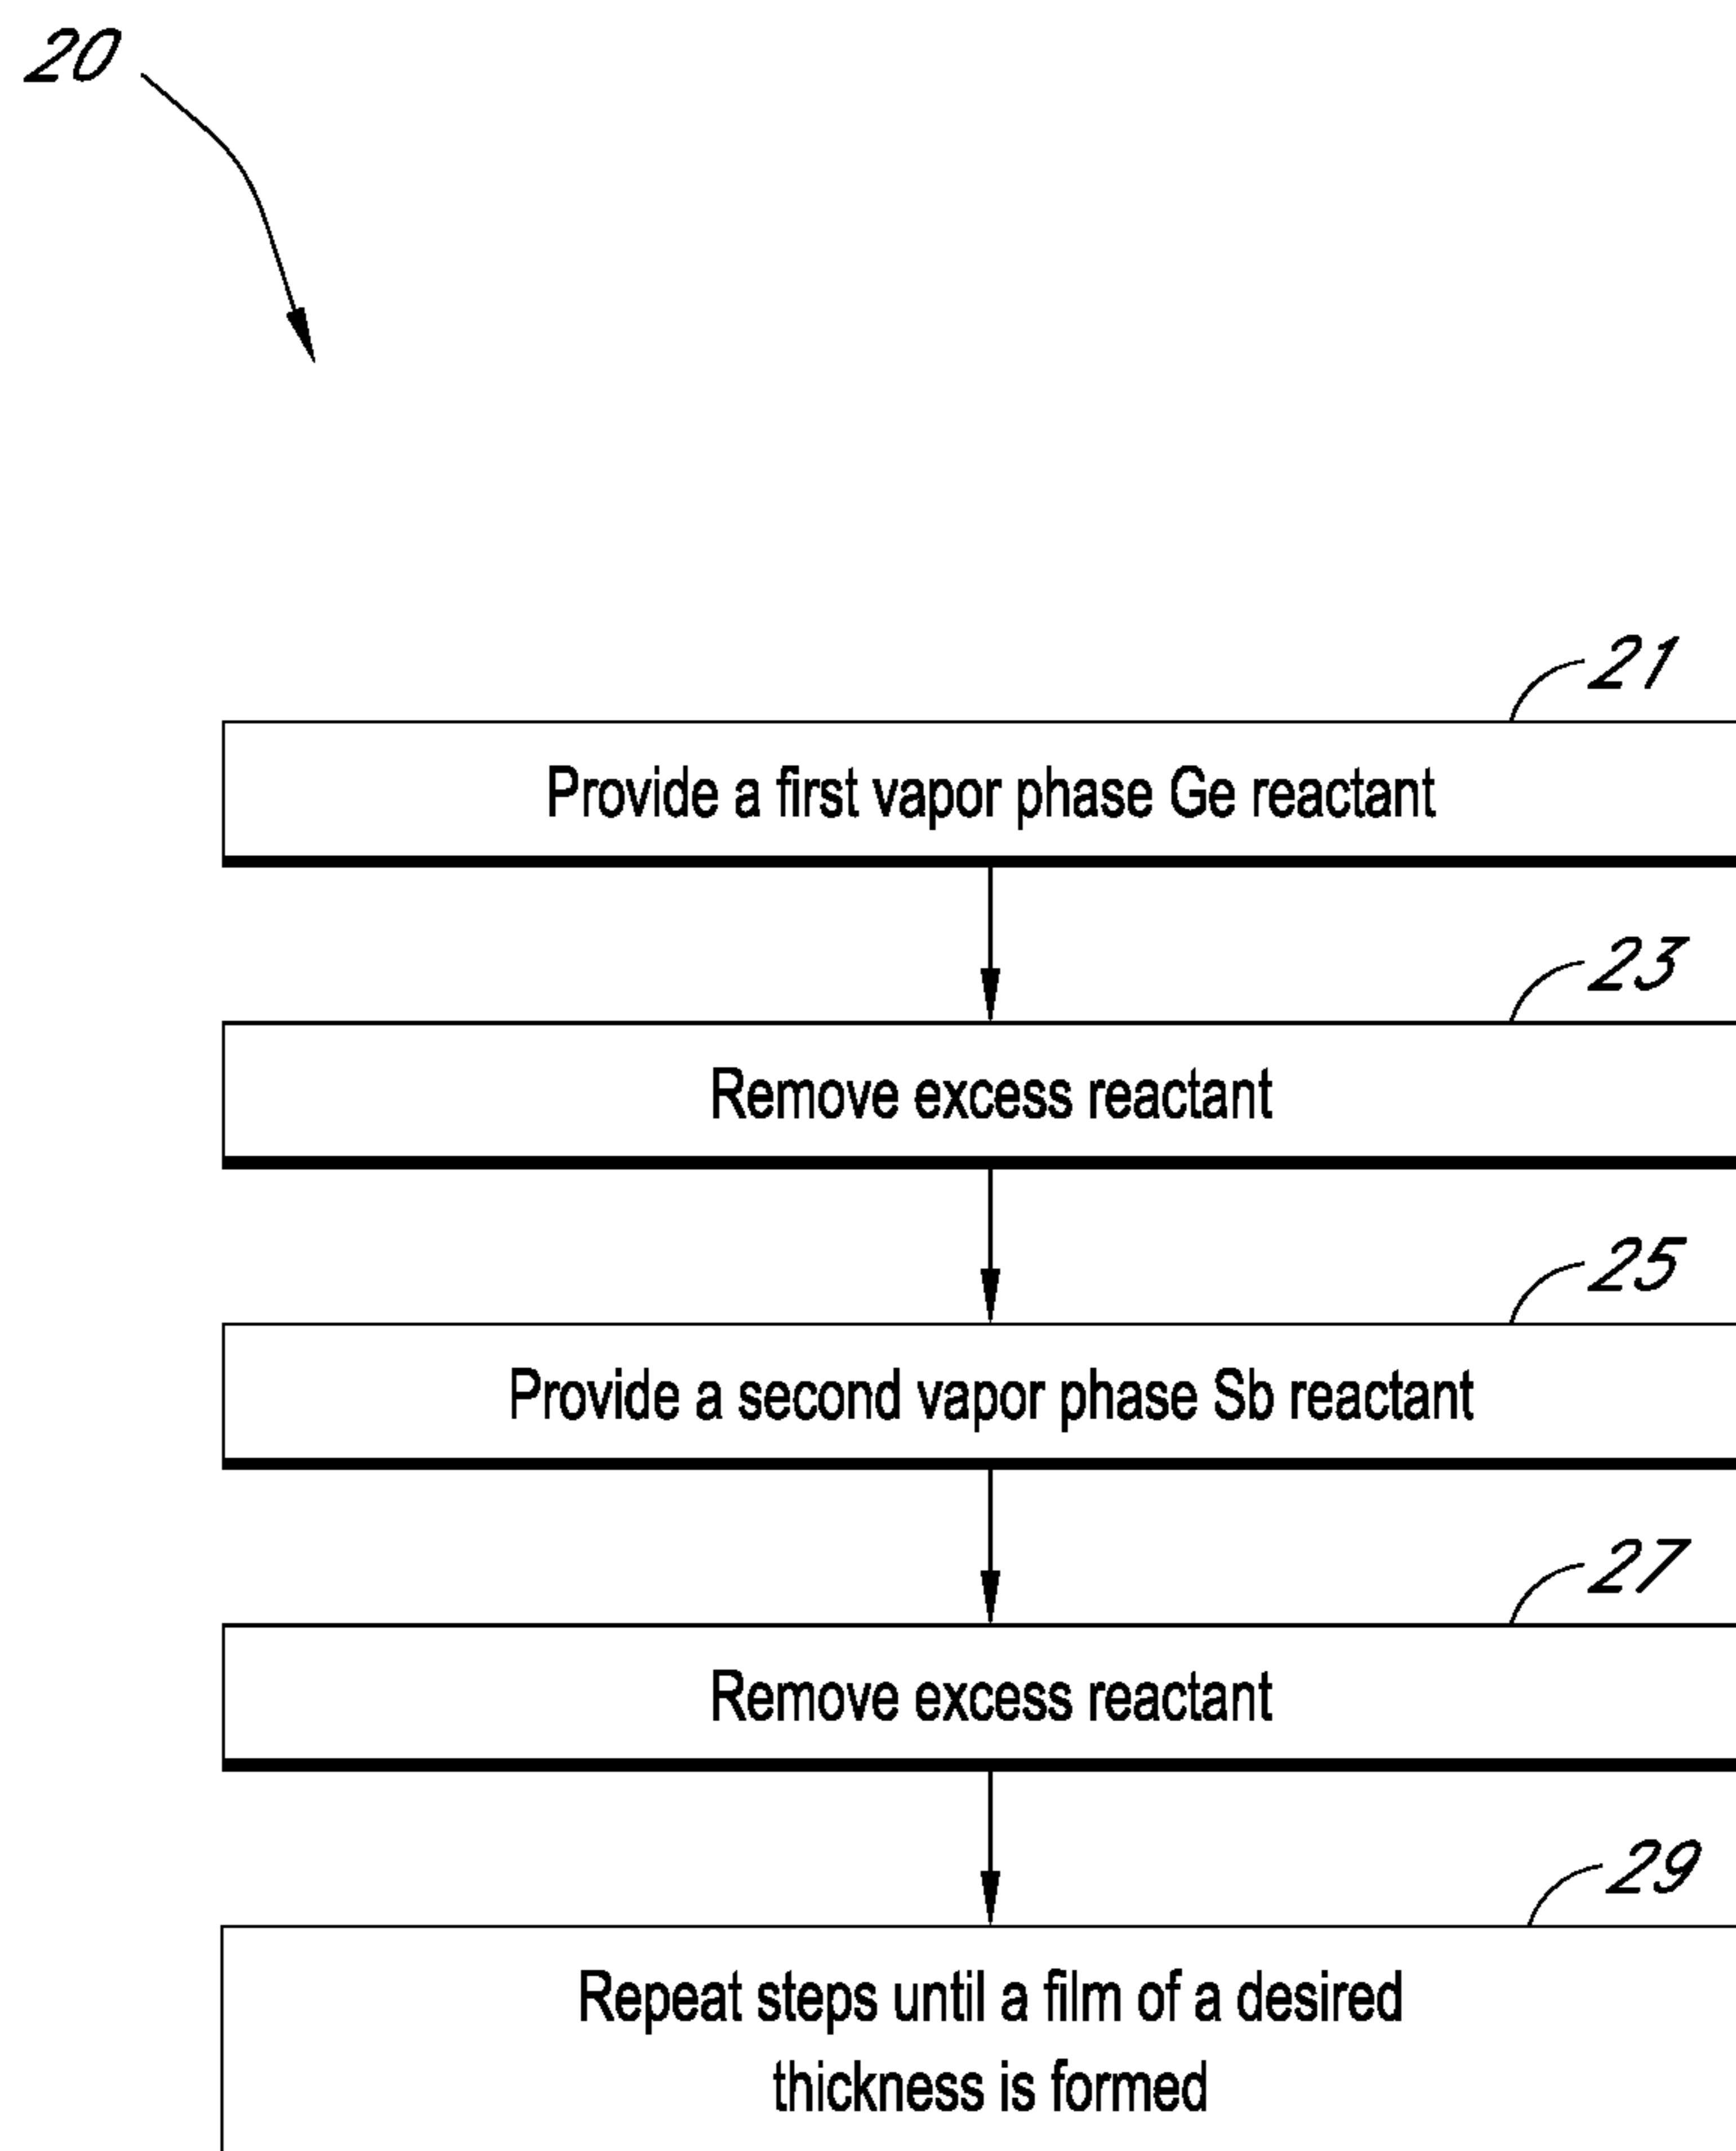 20
21
Provide a first vapor phase Ge reactant
23
Remove excess reactant
25
Provide a second vapor phase Sb reactant
27
Remove excess reactant
29
Repeat steps until a film of a desired
thickness is formed